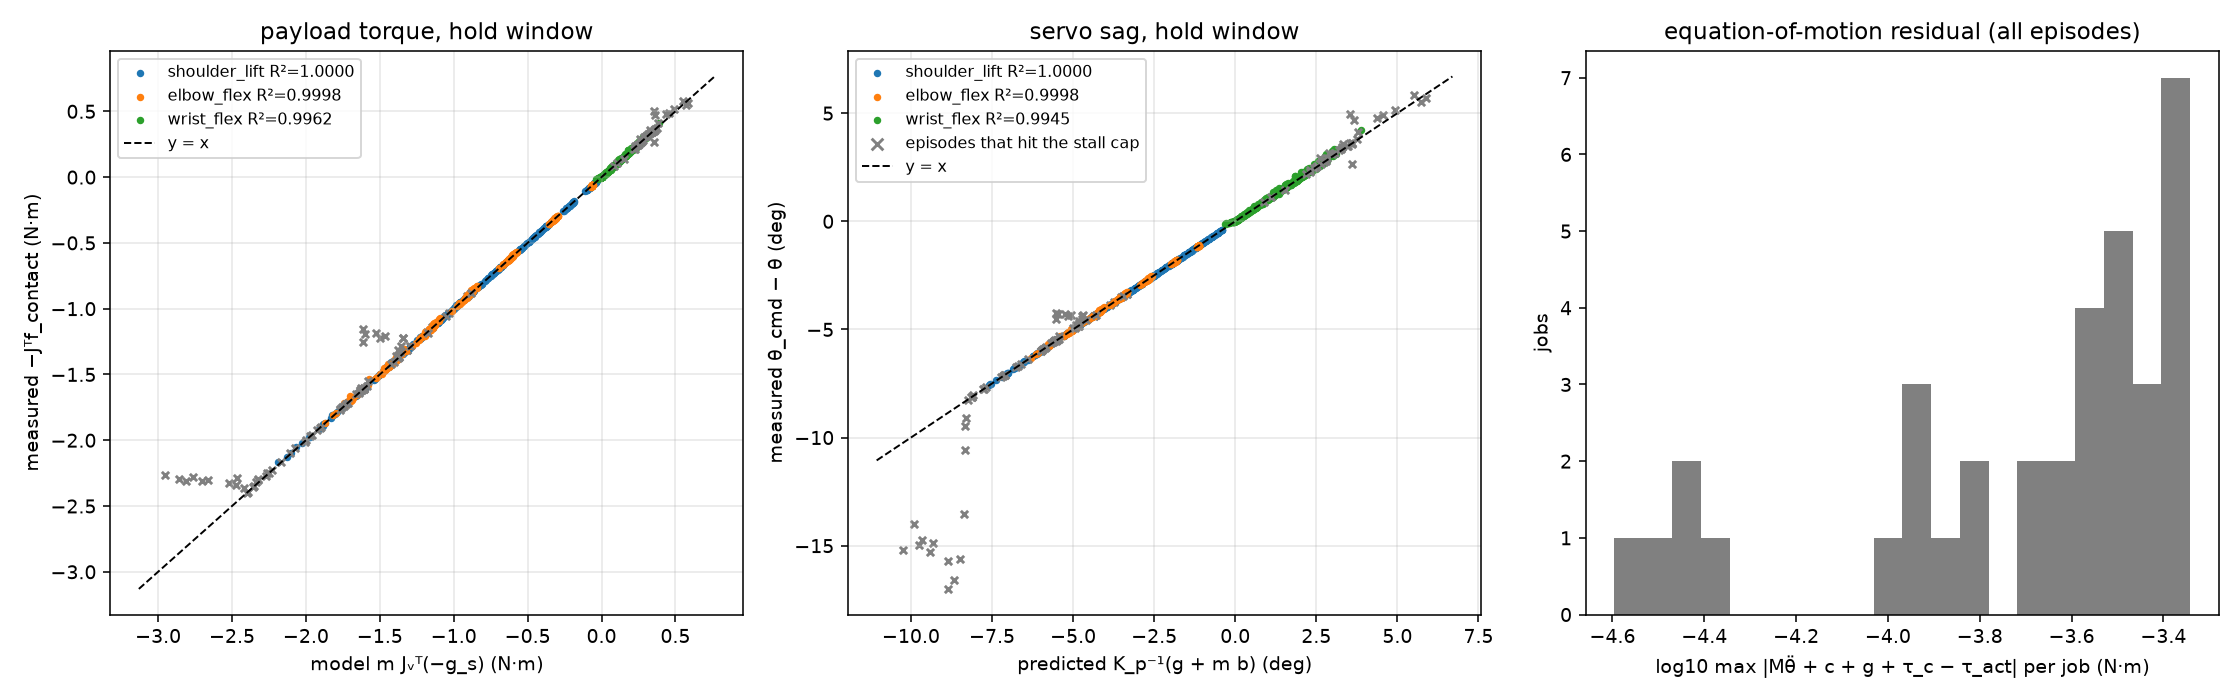 payload torque, hold window
measured −Jᵀf_contact (N·m)
shoulder_lift R²=1.0000
elbow_flex R²=0.9998
wrist_flex R²=0.9962
y = x
0.5
0.0
−0.5
−1.0
−1.5
−2.0
−2.5
−3.0
−3.0
−2.5
−2.0
−1.5
−1.0
−0.5
0.0
0.5
model m Jᵥᵀ(−g_s) (N·m)
servo sag, hold window
measured θ_cmd − θ (deg)
shoulder_lift R²=1.0000
elbow_flex R²=0.9998
wrist_flex R²=0.9945
episodes that hit the stall cap
y = x
5
0
−5
−10
−15
−10.0
−7.5
−5.0
−2.5
0.0
2.5
5.0
7.5
predicted K_p⁻¹(g + m b) (deg)
equation-of-motion residual (all episodes)
jobs
7
6
5
4
3
2
1
0
−4.6
−4.4
−4.2
−4.0
−3.8
−3.6
−3.4
log10 max |Mθ̈ + c + g + τ_c − τ_act| per job (N·m)